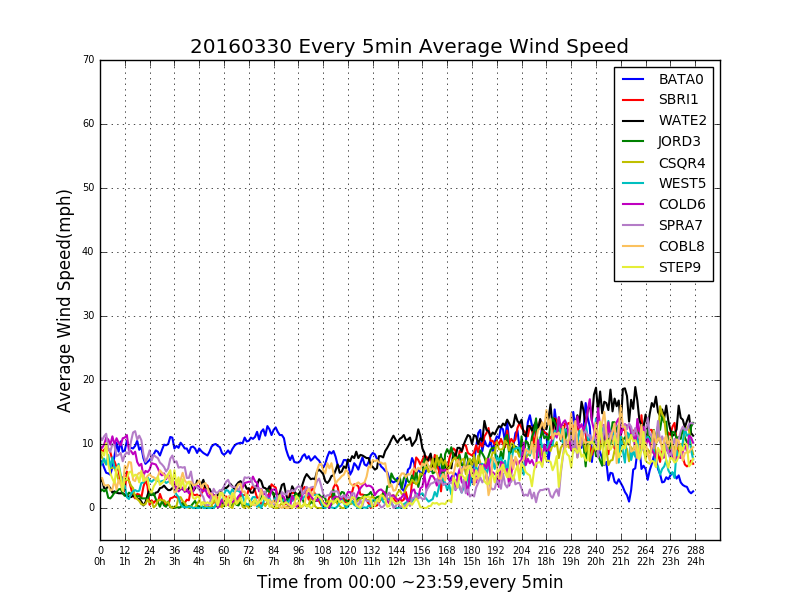 20160330 Every 5min Average Wind Speed
70
60
50
40
30
20
10
0
Average Wind Speed(mph)
BATA0
SBRI1
WATE2
JORD3
CSQR4
WEST5
COLD6
SPRA7
COBL8
STEP9
0 12 24 36 48 60 72 84 96 108 120 132 144 156 168 180 192 204 216 228 240 252 264 276 288
0h 1h 2h 3h 4h 5h 6h 7h 8h 9h 10h 11h 12h 13h 14h 15h 16h 17h 18h 19h 20h 21h 22h 23h 24h
Time from 00:00 ~23:59,every 5min